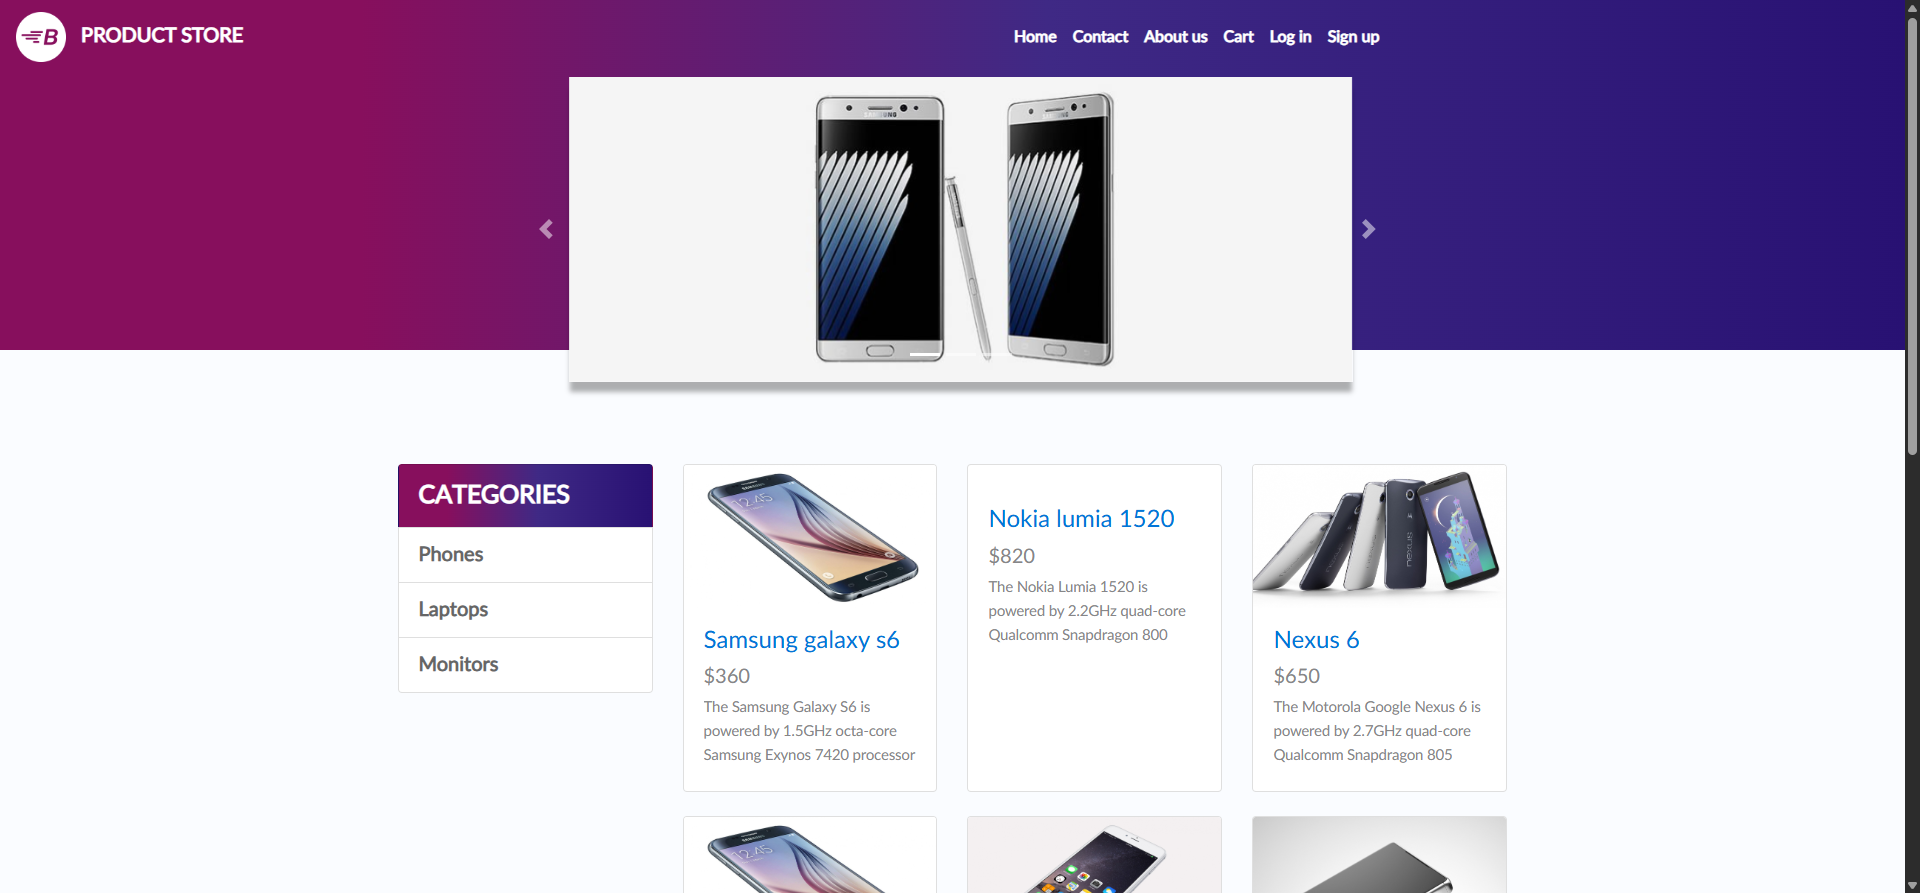 B
PRODUCT STORE
Home Contact About us Cart Log in Sign up
SAMSUNG
CATEGORIES
Phones
Laptops
Monitors
Samsung galaxy s6
$360
The Samsung Galaxy S6 is
powered by 1.5GHz octa-core
Samsung Exynos 7420 processor
Nokia lumia 1520
$820
The Nokia Lumia 1520 is
powered by 2.2GHz quad-core
Qualcomm Snapdragon 800
nexus
Nexus 6
$650
The Motorola Google Nexus 6 is
powered by 2.7GHz quad-core
Qualcomm Snapdragon 805